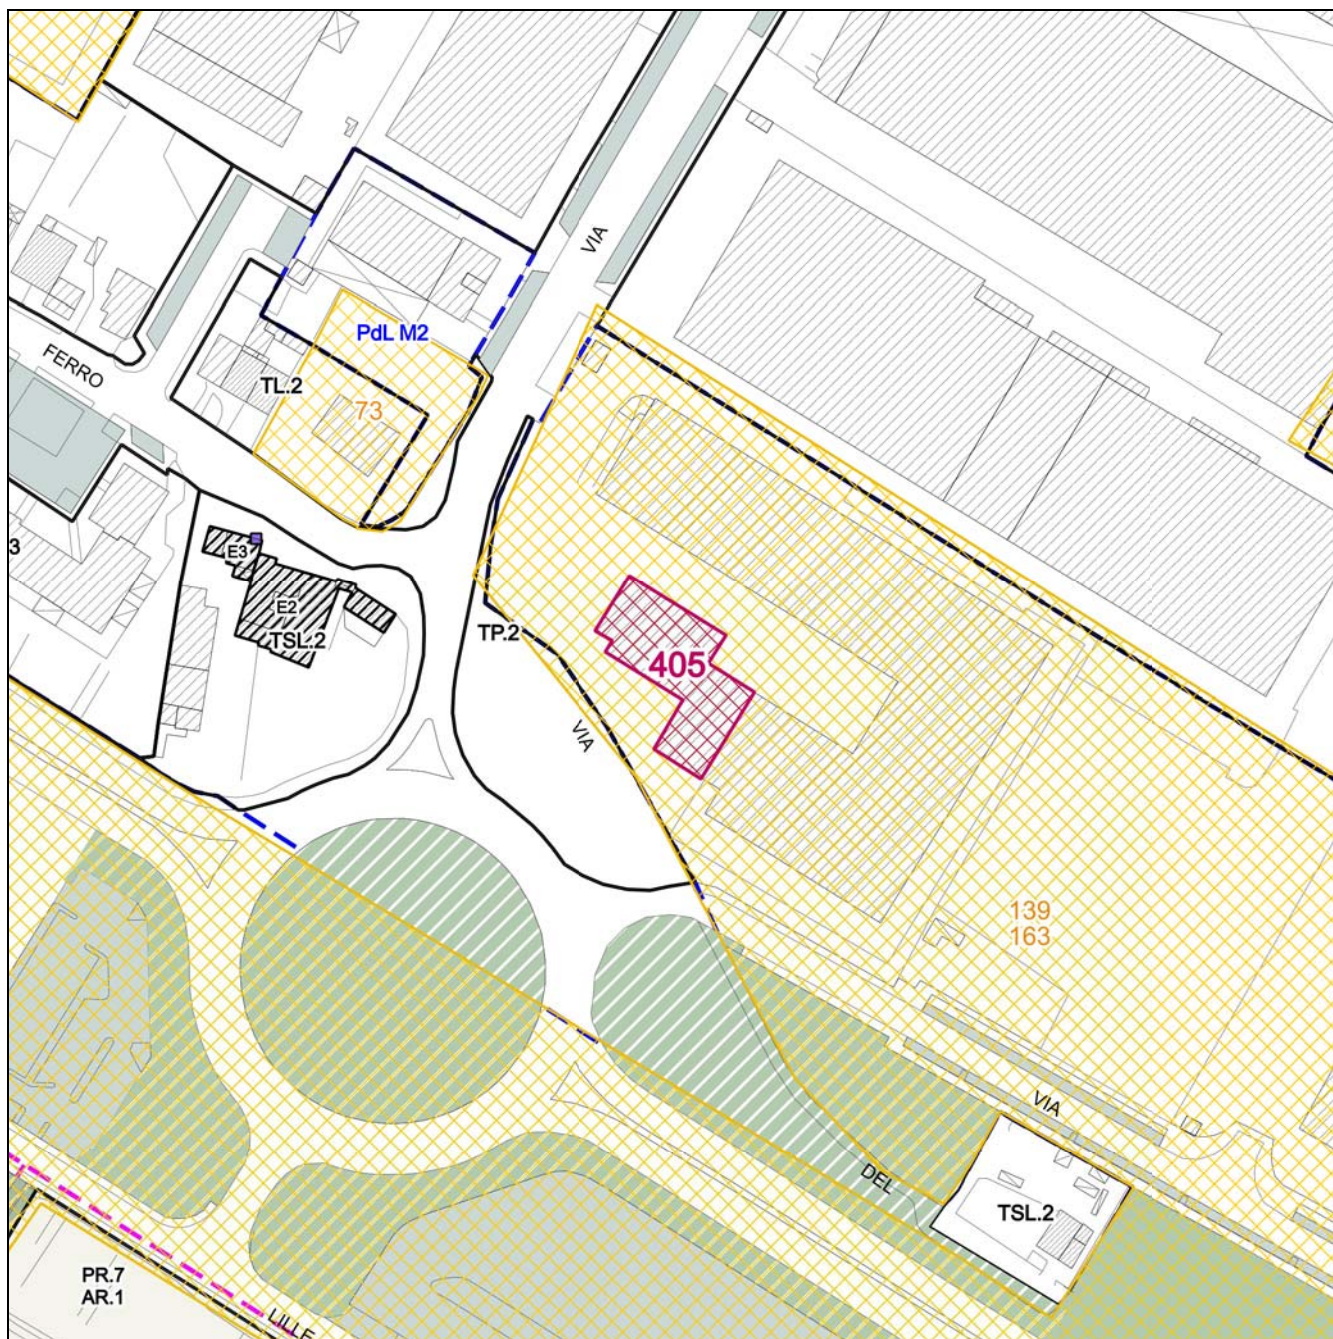 VIA
PdL M2
FERRO
TL.2
73
3
E3
E2
TSL.2
TP.2
405
VIA
139
163
VIA
DEL
TSL.2
PR.7
AR.1
LILLE